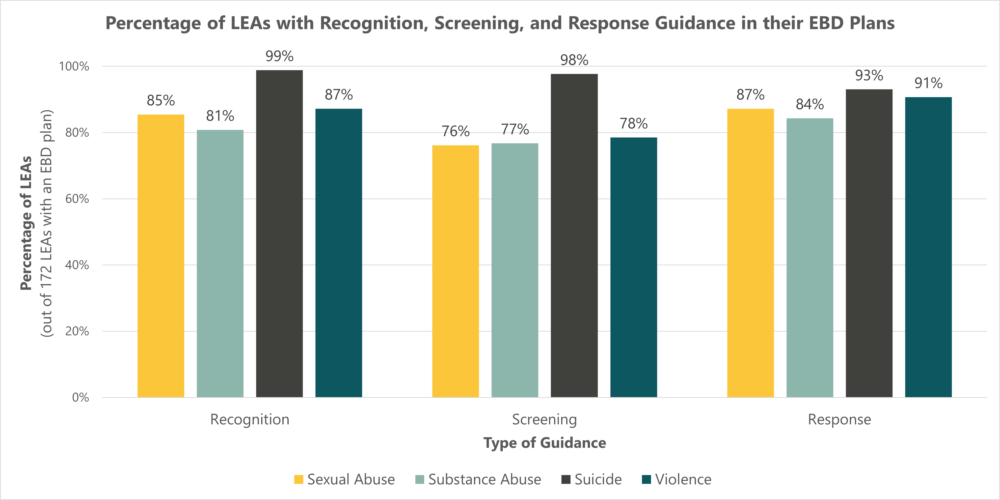 Percentage of LEAs with Recognition, Screening, and Response Guidance in their EBD Plans
Percentage of LEAs
(out of 172 LEAs with an EBD plan)
100%
80%
60%
40%
20%
0%
85%
81%
99%
87%
76%
77%
98%
78%
87%
84%
93%
91%
Recognition
Screening
Response
Type of Guidance
Sexual Abuse
Substance Abuse
Suicide
Violence